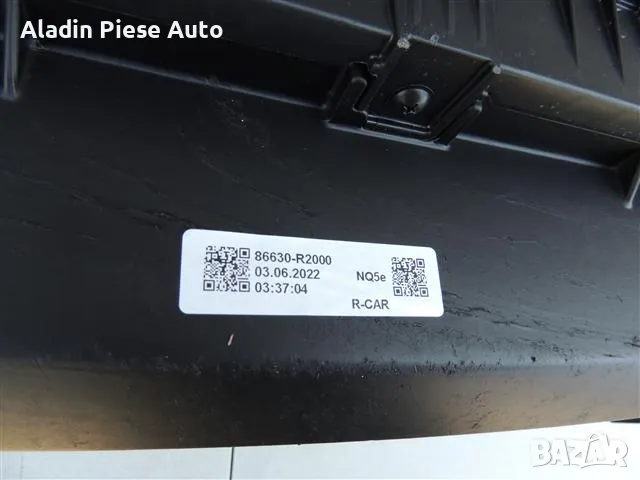 Aladin Piese Auto
86630-R2000
03.06.2022
NQ5e
03:37:04
R-CAR
BAZAR